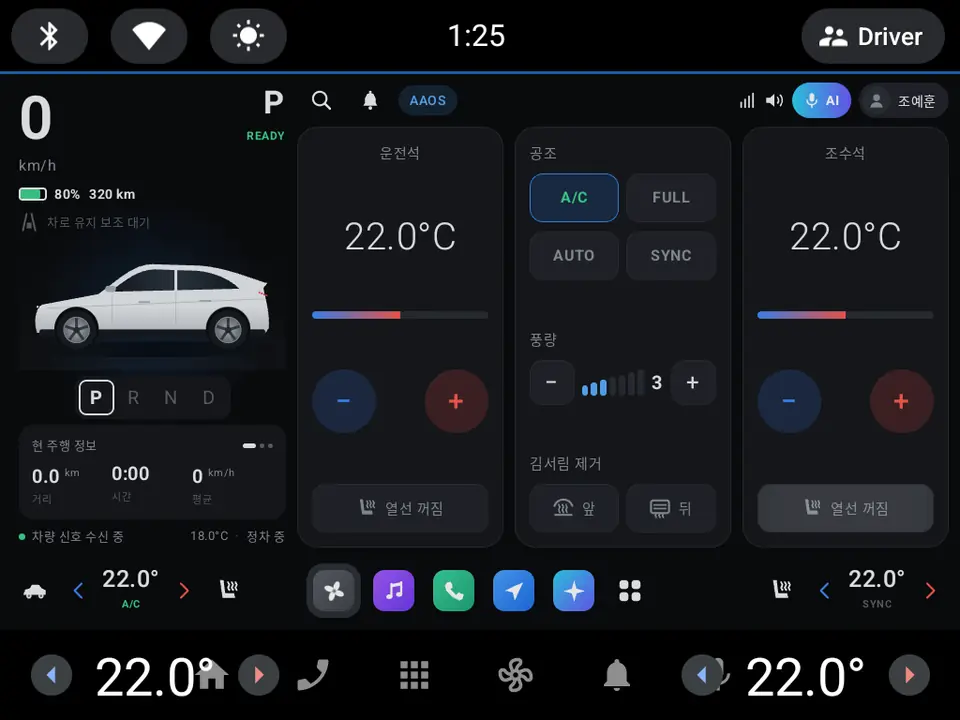 1:25
Driver
0
P
READY
km/h
80% 320 km
차로 유지 보조 대기
P R N D
현 주행 정보
0.0 km
0:00
0 km/h
거리
시간
평균
차량 신호 수신 중
18.0°C · 정차 중
AAOS
AI
조예훈
운전석
22.0°C
−
+
열선 꺼짐
공조
A/C
FULL
AUTO
SYNC
풍량
−
3
+
김서림 제거
앞
뒤
조수석
22.0°C
−
+
열선 꺼짐
22.0°
A/C
22.0°
SYNC
22.0°
22.0°